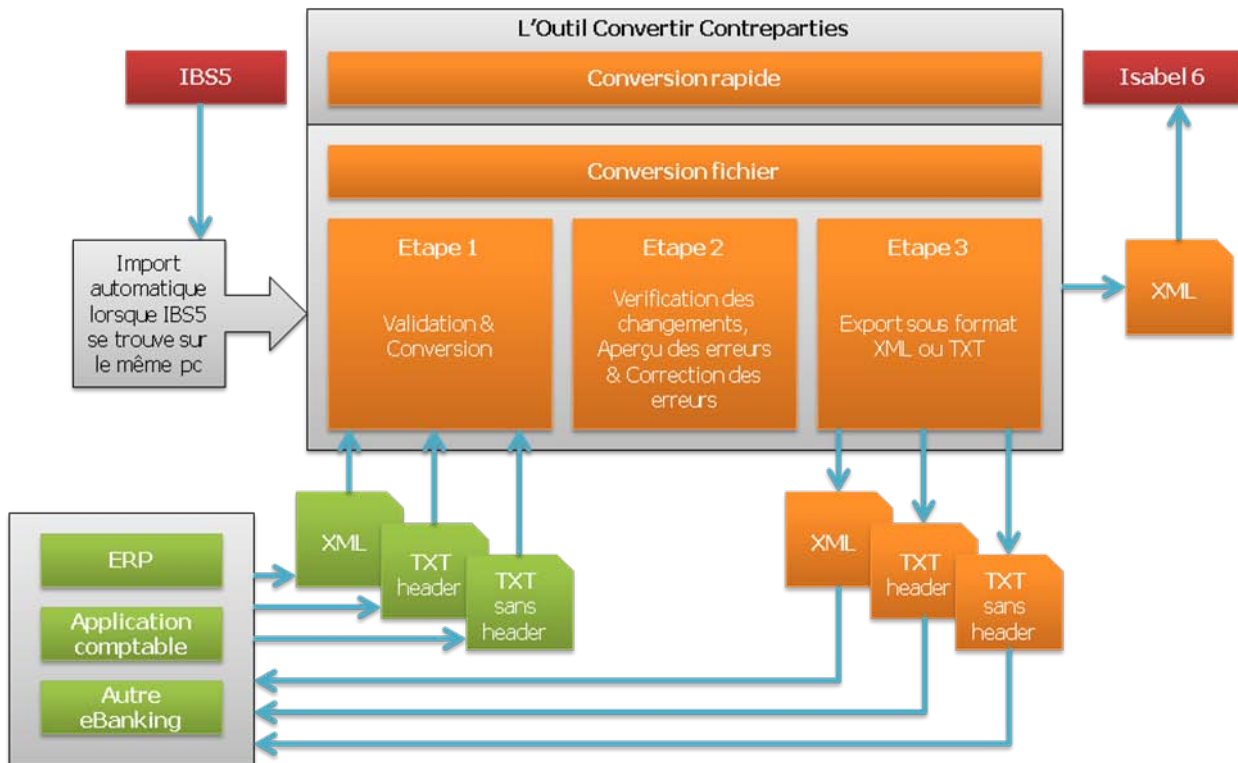 L'Outil Convertir Contreparties
IBS5
Conversion rapide
Isabel 6
Conversion fichier
Import
automatique
lorsque IBS5
se trouve sur
le même pc
Etape 1
Validation &
Conversion
Etape 2
Verification des
changements,
Aperçu des erreurs
& Correction des
erreurs
Etape 3
Export sous format
XML ou TXT
XML
ERP
Application
comptable
Autre
eBanking
XML
TXT
header
TXT
sans
header
XML
TXT
header
TXT
sans
header